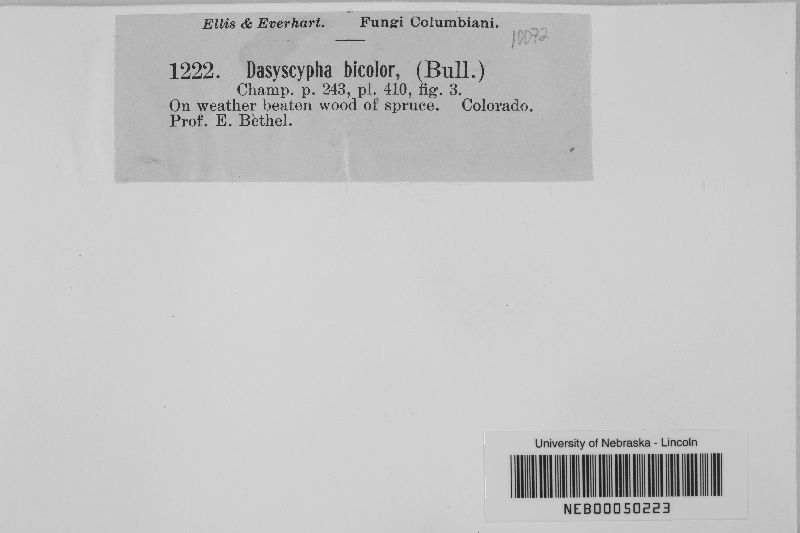 Ellis & Everhart. Fungi Columbiani.
10072
1222. Dasyscypha bicolor, (Bull.)
Champ. p. 243, pl. 410, fig. 3.
On weather beaten wood of spruce. Colorado.
Prof. E. Bethel.
University of Nebraska - Lincoln
NEB00050223